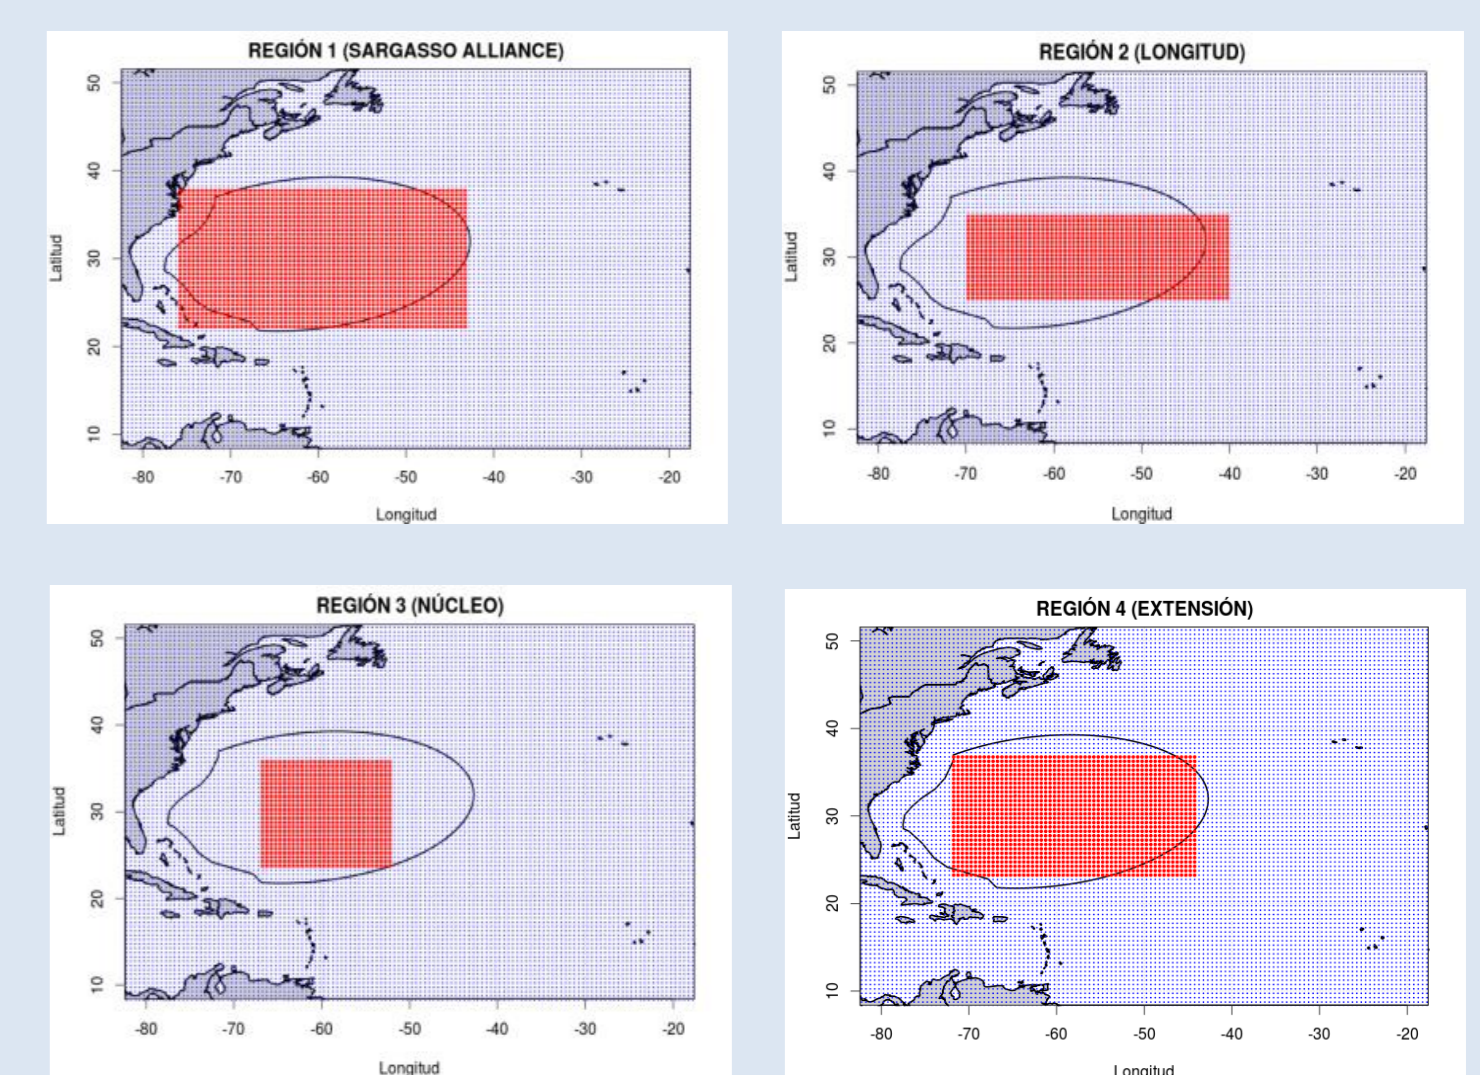 REGIÓN 1 (SARGASSO ALLIANCE)
50
40
30
20
10
Latitud
-80 -70 -60 -50 -40 -30 -20
Longitud
REGIÓN 2 (LONGITUD)
50
40
30
20
10
Latitud
-80 -70 -60 -50 -40 -30 -20
Longitud
REGIÓN 3 (NÚCLEO)
50
40
30
20
10
Latitud
-80 -70 -60 -50 -40 -30 -20
Longitud
REGIÓN 4 (EXTENSIÓN)
50
40
30
20
10
Latitud
-80 -70 -60 -50 -40 -30 -20
Longitud